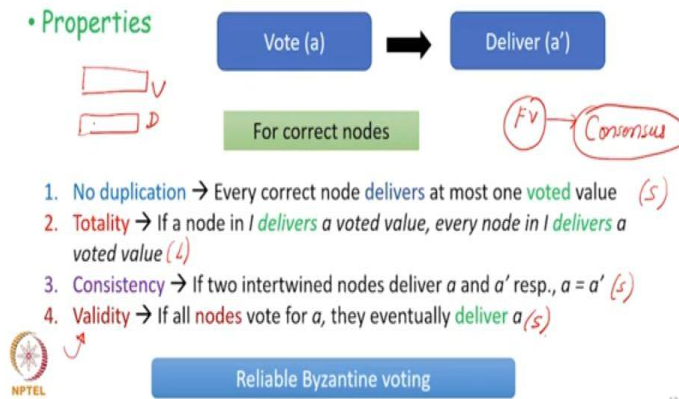 • Properties
Vote (a)
Deliver (a’)
V
D
For correct nodes
FV
Consensus
1. No duplication → Every correct node delivers at most one voted value (S)
2. Totality → If a node in I delivers a voted value, every node in I delivers a
voted value (L)
3. Consistency → If two intertwined nodes deliver a and a’ resp., a = a’ (S)
4. Validity → If all nodes vote for a, they eventually deliver a (S)
NPTEL
Reliable Byzantine voting